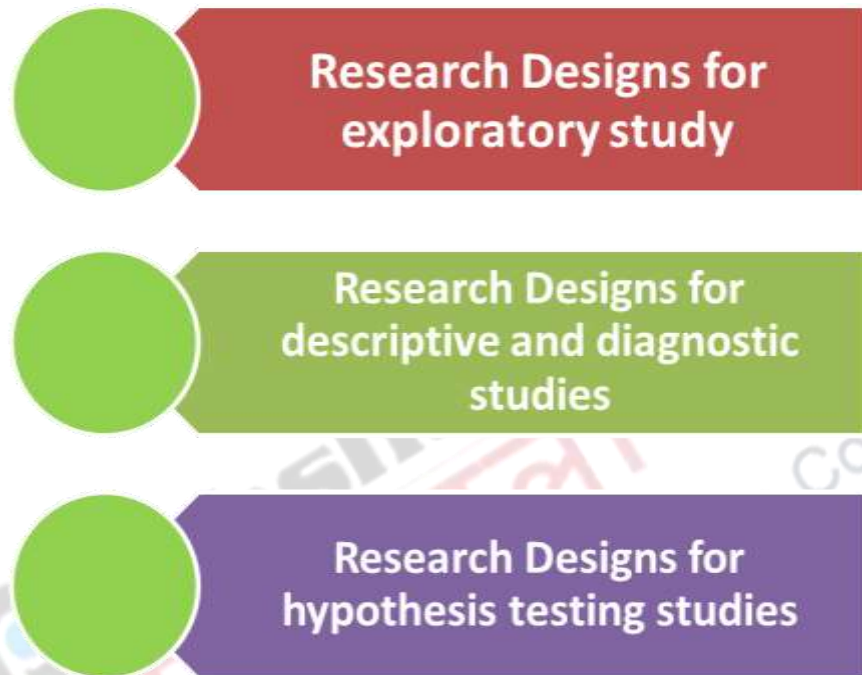 Research Designs for
exploratory study
Research Designs for
descriptive and diagnostic
studies
Research Designs for
hypothesis testing studies